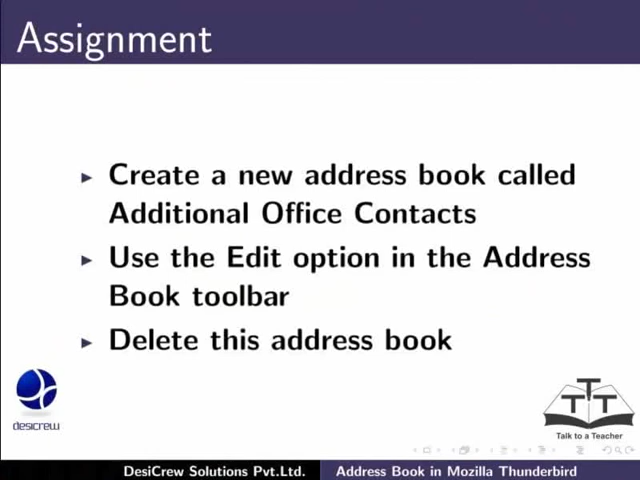 Assignment
Create a new address book called
Additional Office Contacts
Use the Edit option in the Address
Book toolbar
Delete this address book
desicrew
TTT
Talk to a Teacher
DesiCrew Solutions Pvt.Ltd. Address Book in Mozilla Thunderbird